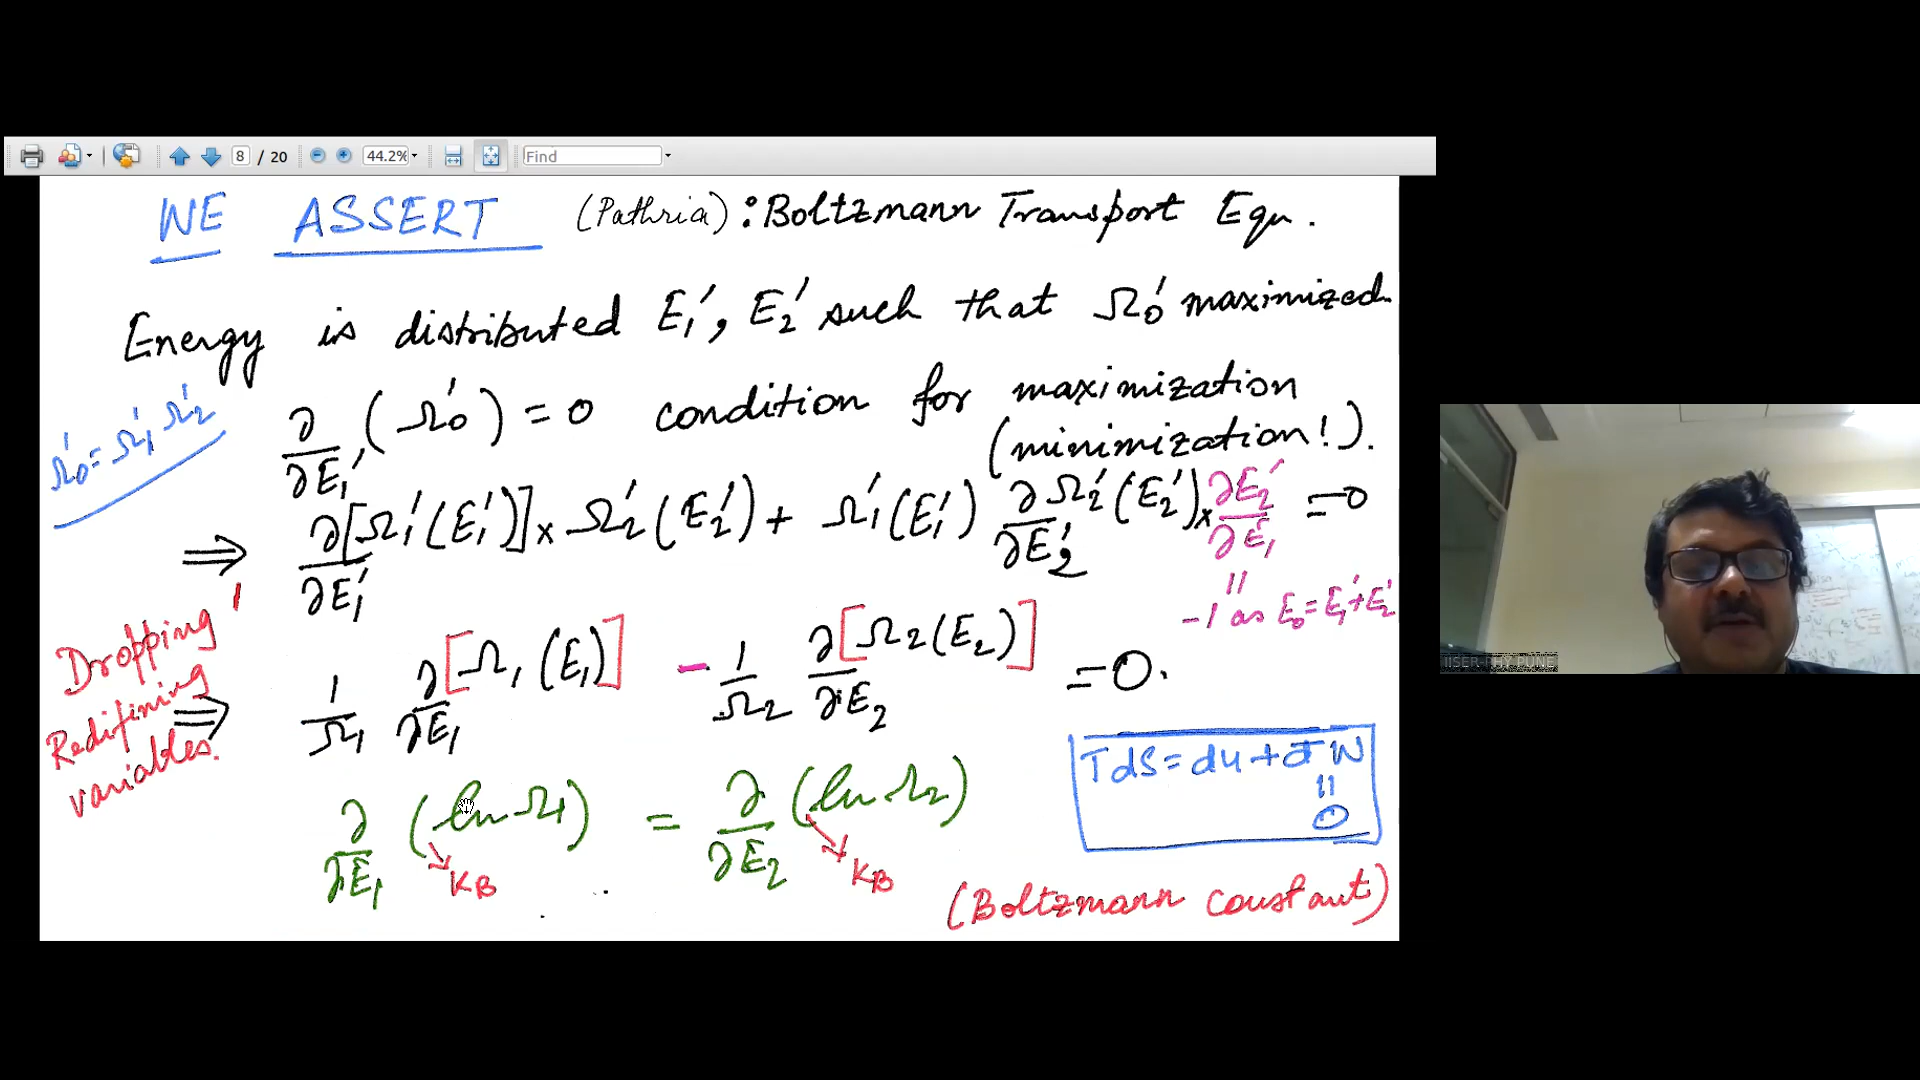 8 / 20 44.2% Find
WE ASSERT (Pathria) : Boltzmann Transport Equ.
Energy is distributed E₁', E₂' such that Ω₀' maximized.
Ω₀' = Ω₁' Ω₂'
∂/∂E₁' (Ω₀') = 0 condition for maximization
(minimization!).
⇒ ∂/∂E₁' [Ω₁'(E₁')] × Ω₂'(E₂') + Ω₁'(E₁') ∂/∂E₂' Ω₂'(E₂') × ∂E₂'/∂E₁' = 0
|| -1 as E₀ = E₁' + E₂'
Dropping '
Redifining
variables.
⇒ 1/Ω₁ ∂/∂E₁ [Ω₁(E₁)] - 1/Ω₂ ∂/∂E₂ [Ω₂(E₂)] = 0.
TdS = du + đW
||
0
∂/∂E₁ (ln Ω₁) = ∂/∂E₂ (ln Ω₂)
KB KB
(Boltzmann constant)
IISER-PHY PUNE